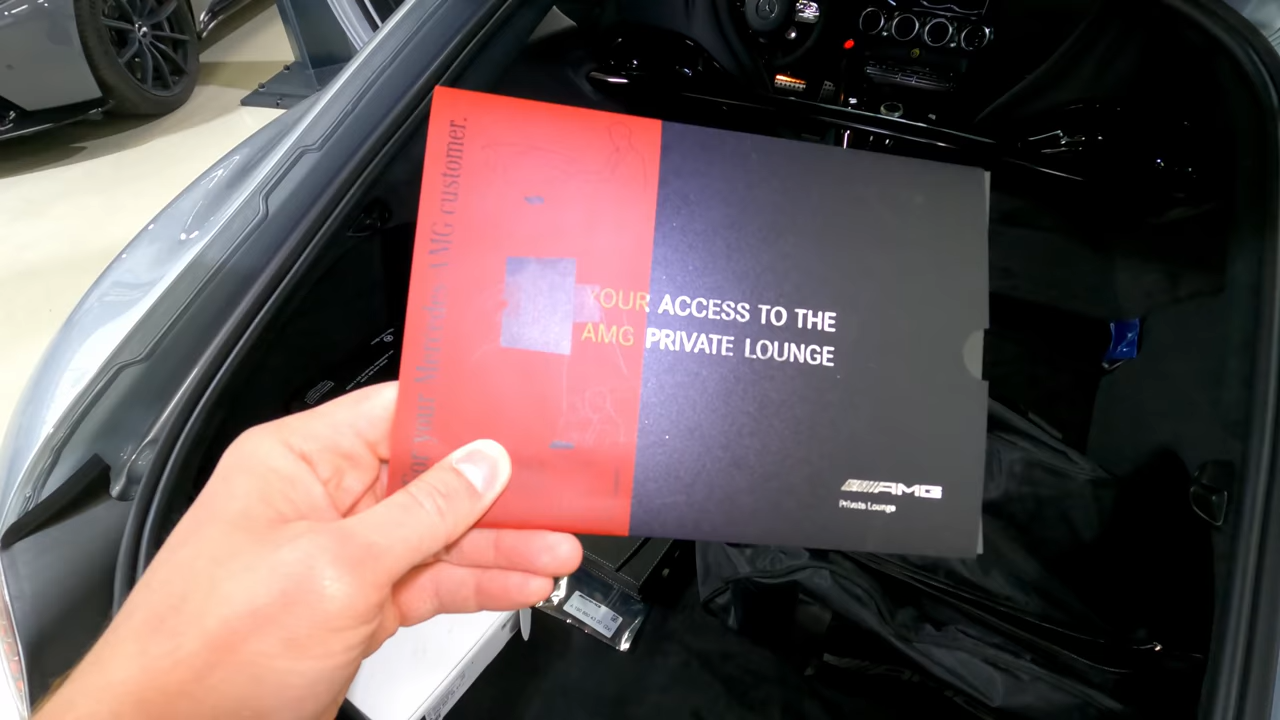 For your Mercedes-AMG customer.
YOUR ACCESS TO THE
AMG PRIVATE LOUNGE
AMG
Private Lounge